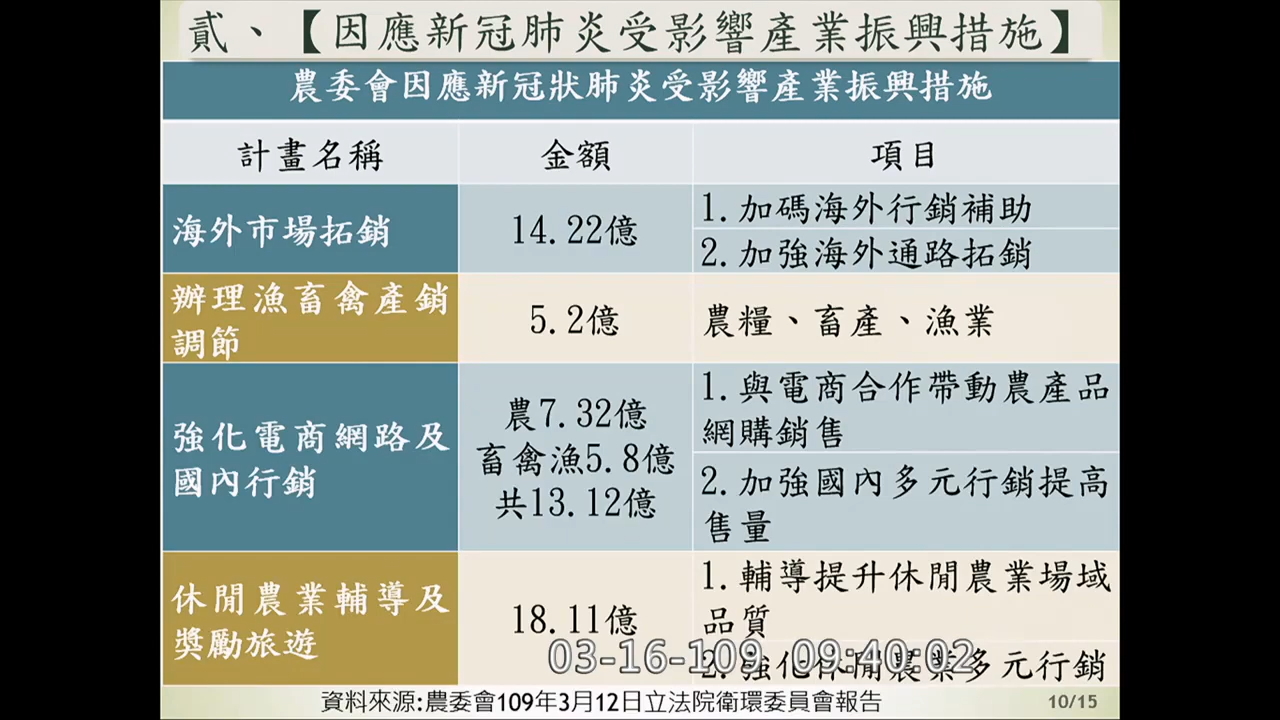 貳、【因應新冠肺炎受影響產業振興措施】
農委會因應新冠狀肺炎受影響產業振興措施
計畫名稱 金額 項目
海外市場拓銷 14.22億 1.加碼海外行銷補助
2.加強海外通路拓銷
辦理漁畜禽產銷
調節
5.2億
農糧、畜產、漁業
強化電商網路及
國內行銷
農7.32億
畜禽漁5.8億
共13.12億
1.與電商合作帶動農產品
網購銷售
2.加強國內多元行銷提高
售量
休閒農業輔導及
獎勵旅遊
18.11億
1.輔導提升休閒農業場域
品質
2.強化休閒農業多元行銷
03-16-109 09:40:02
資料來源:農委會109年3月12日立法院衛環委員會報告
10/15